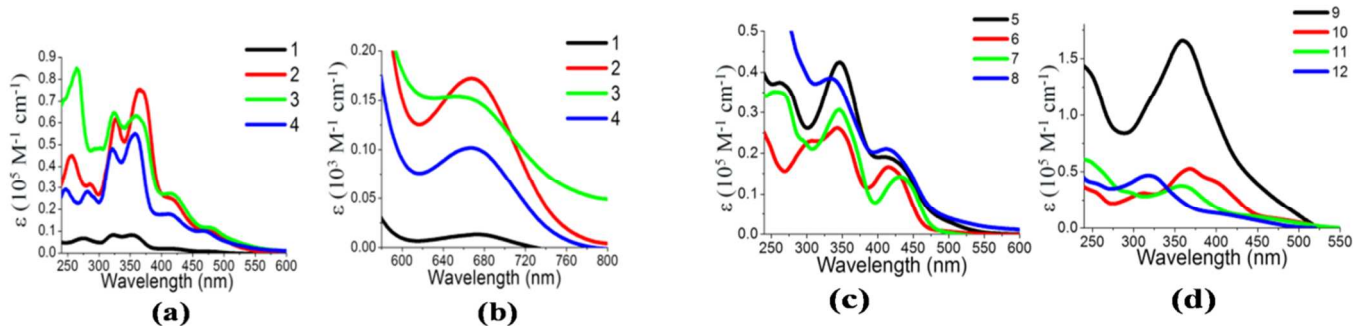 0.9
0.8
0.7
0.6
0.5
0.4
0.3
0.2
0.1
0.0
ε (10⁵ M⁻¹ cm⁻¹)
250 300 350 400 450 500 550 600
Wavelength (nm)
1
2
3
4
(a)
0.20
0.15
0.10
0.05
0.00
ε (10³ M⁻¹ cm⁻¹)
600 640 680 720 760 800
Wavelength (nm)
1
2
3
4
(b)
0.5
0.4
0.3
0.2
0.1
0.0
ε (10⁵ M⁻¹ cm⁻¹)
250 300 350 400 450 500 550 600
Wavelength (nm)
5
6
7
8
(c)
1.5
1.0
0.5
0.0
ε (10⁵ M⁻¹ cm⁻¹)
250 300 350 400 450 500 550
Wavelength (nm)
9
10
11
12
(d)